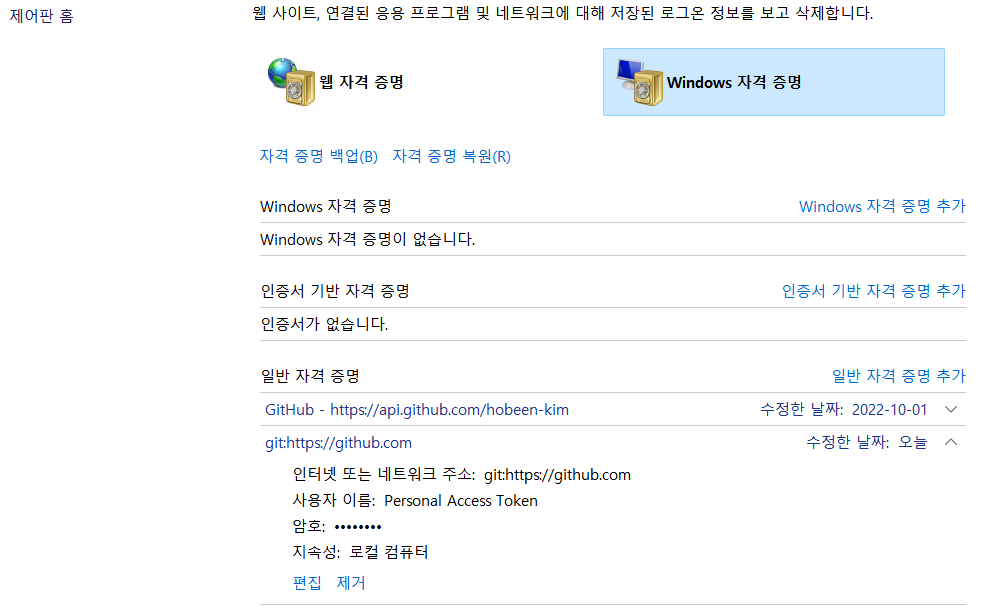 제어판 홈
웹 사이트, 연결된 응용 프로그램 및 네트워크에 대해 저장된 로그온 정보를 보고 삭제합니다.
웹 자격 증명
Windows 자격 증명
자격 증명 백업(B) 자격 증명 복원(R)
Windows 자격 증명 Windows 자격 증명 추가
Windows 자격 증명이 없습니다.
인증서 기반 자격 증명 인증서 기반 자격 증명 추가
인증서가 없습니다.
일반 자격 증명 일반 자격 증명 추가
GitHub - https://api.github.com/hobeen-kim 수정한 날짜: 2022-10-01
git:https://github.com 수정한 날짜: 오늘
인터넷 또는 네트워크 주소: git:https://github.com
사용자 이름: Personal Access Token
암호: ••••••••
지속성: 로컬 컴퓨터
편집 제거